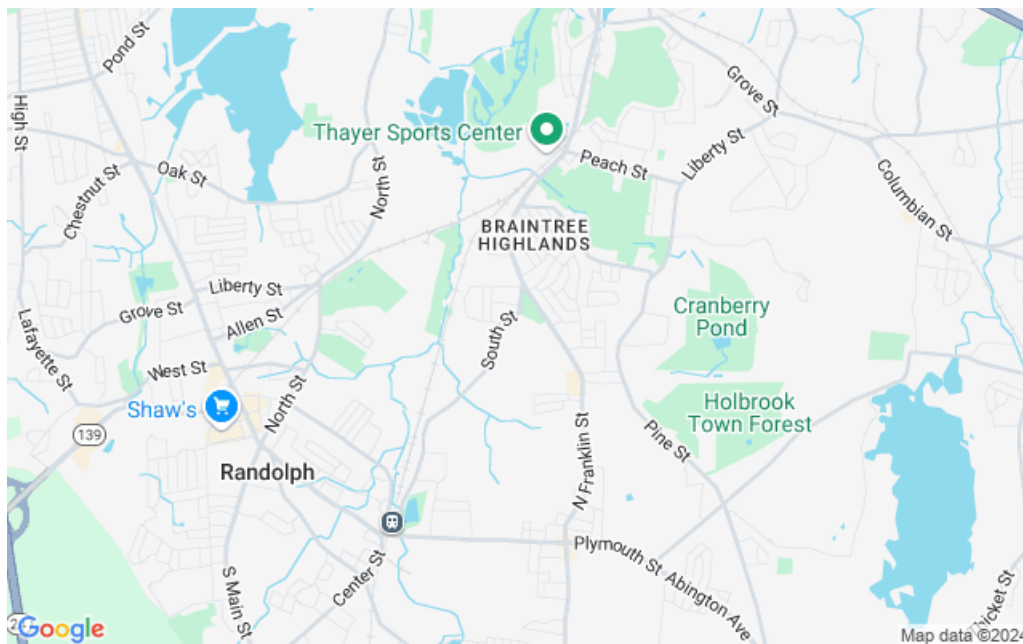 Pond St
High St
Grove St
Thayer Sports Center
Liberty St
Peach St
Chestnut St
Oak St
North St
Columbian St
BRAINTREE
HIGHLANDS
Liberty St
Grove St
Allen St
Cranberry
Pond
Lafayette St
South St
West St
Shaw's
North St
Holbrook
Town Forest
139
Randolph
N Franklin St
Pine St
Plymouth St
Abington Ave
Center St
S Main St
Thicket St
Google
Map data ©202